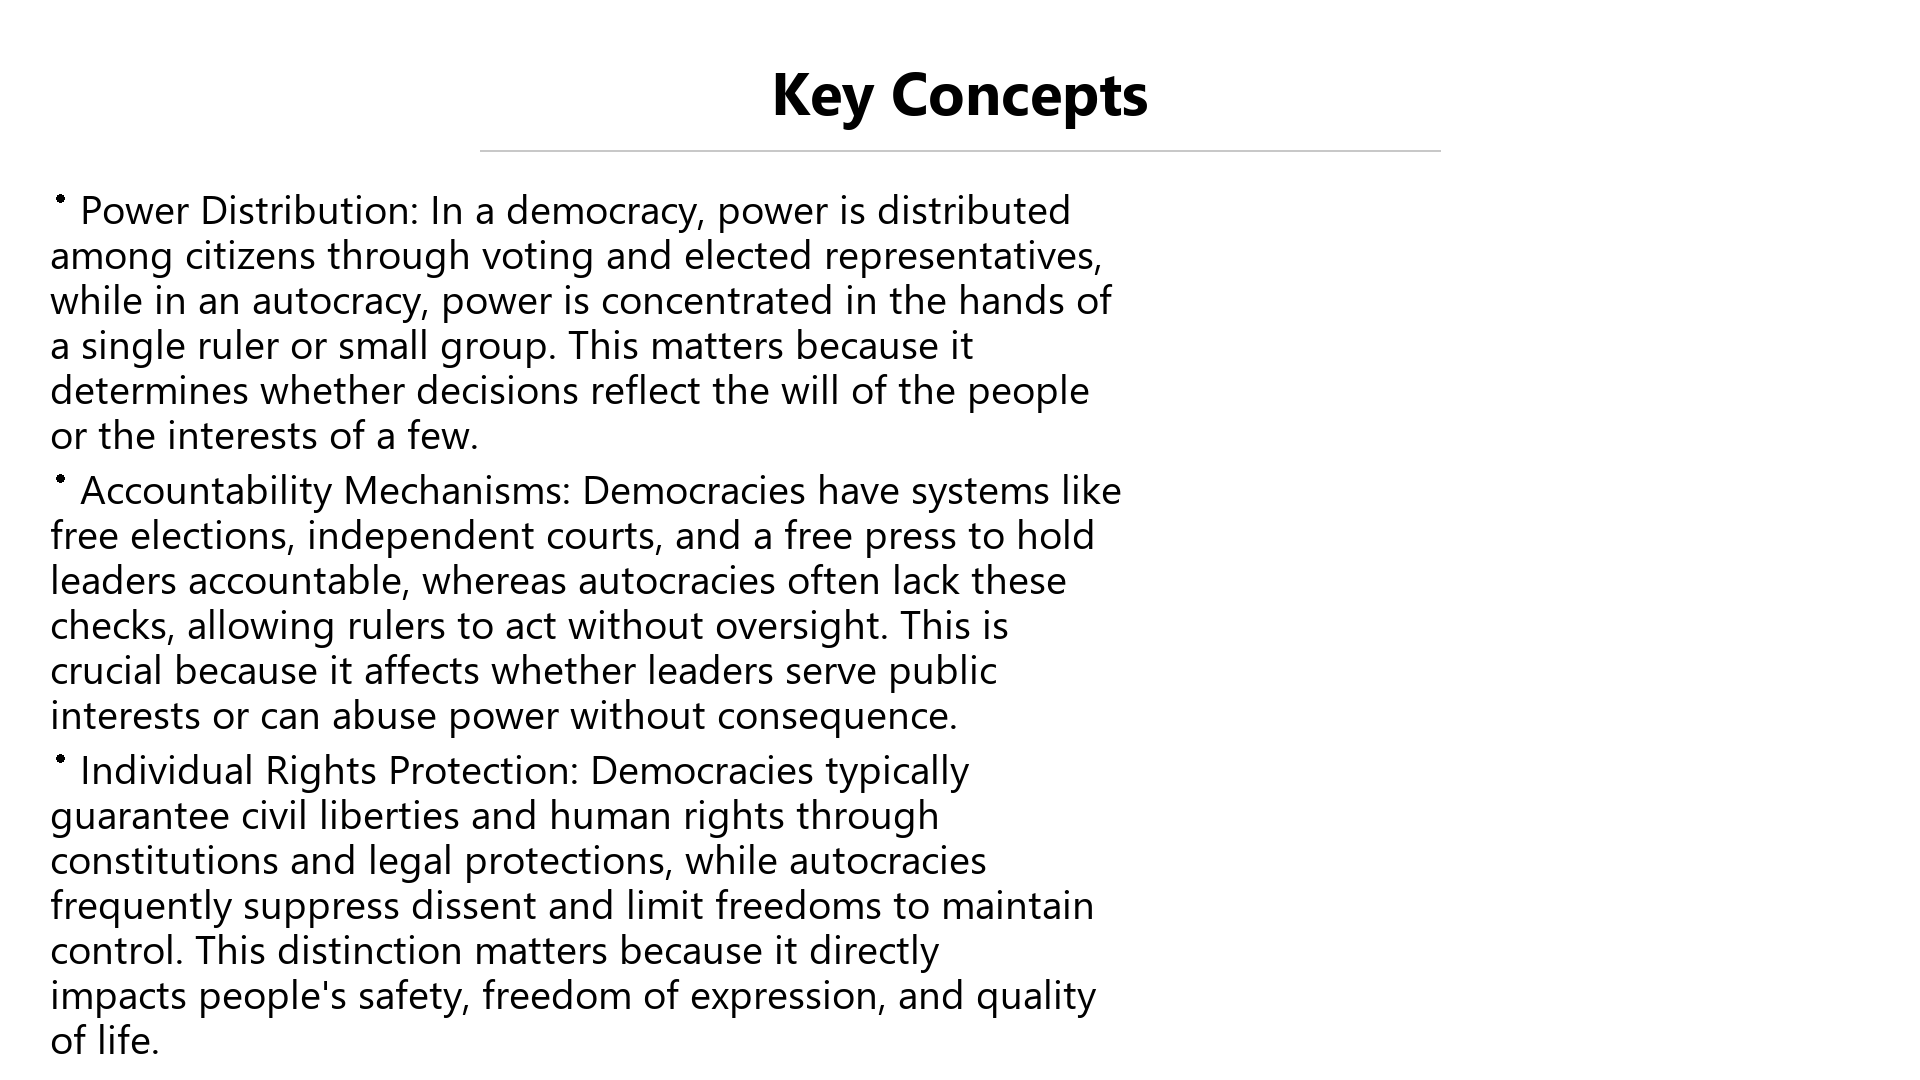 Key Concepts
• Power Distribution: In a democracy, power is distributed
among citizens through voting and elected representatives,
while in an autocracy, power is concentrated in the hands of
a single ruler or small group. This matters because it
determines whether decisions reflect the will of the people
or the interests of a few.
• Accountability Mechanisms: Democracies have systems like
free elections, independent courts, and a free press to hold
leaders accountable, whereas autocracies often lack these
checks, allowing rulers to act without oversight. This is
crucial because it affects whether leaders serve public
interests or can abuse power without consequence.
• Individual Rights Protection: Democracies typically
guarantee civil liberties and human rights through
constitutions and legal protections, while autocracies
frequently suppress dissent and limit freedoms to maintain
control. This distinction matters because it directly
impacts people's safety, freedom of expression, and quality
of life.